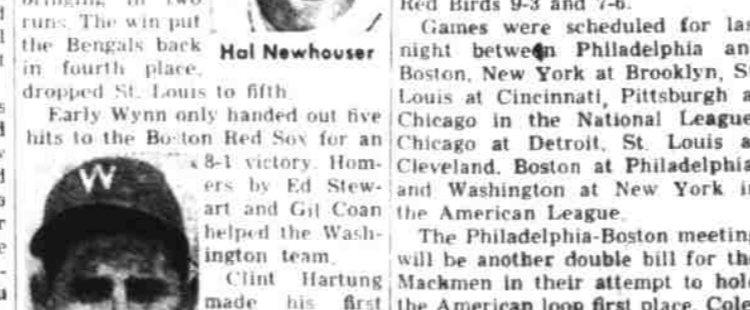 bringing in two
runs. The win put
the Bengals back
in fourth place,
dropped St. Louis to fifth.
Early Wynn only handed out five
hits to the Boston Red Sox for an
8-1 victory. Hom-
ers by Ed Stew-
art and Gil Coan
helped the Wash-
ington team.
Clint Hartung
made his first
Hal Newhouser
W
Red Birds 9-3 and 7-6.
Games were scheduled for las
night between Philadelphia an
Boston, New York at Brooklyn, S
Louis at Cincinnati, Pittsburgh a
Chicago in the National League
Chicago at Detroit, St. Louis a
Cleveland, Boston at Philadelphia
and Washington at New York i
the American League.
The Philadelphia-Boston meeting
will be another double bill for the
Mackmen in their attempt to hold
the American loop first place. Cole